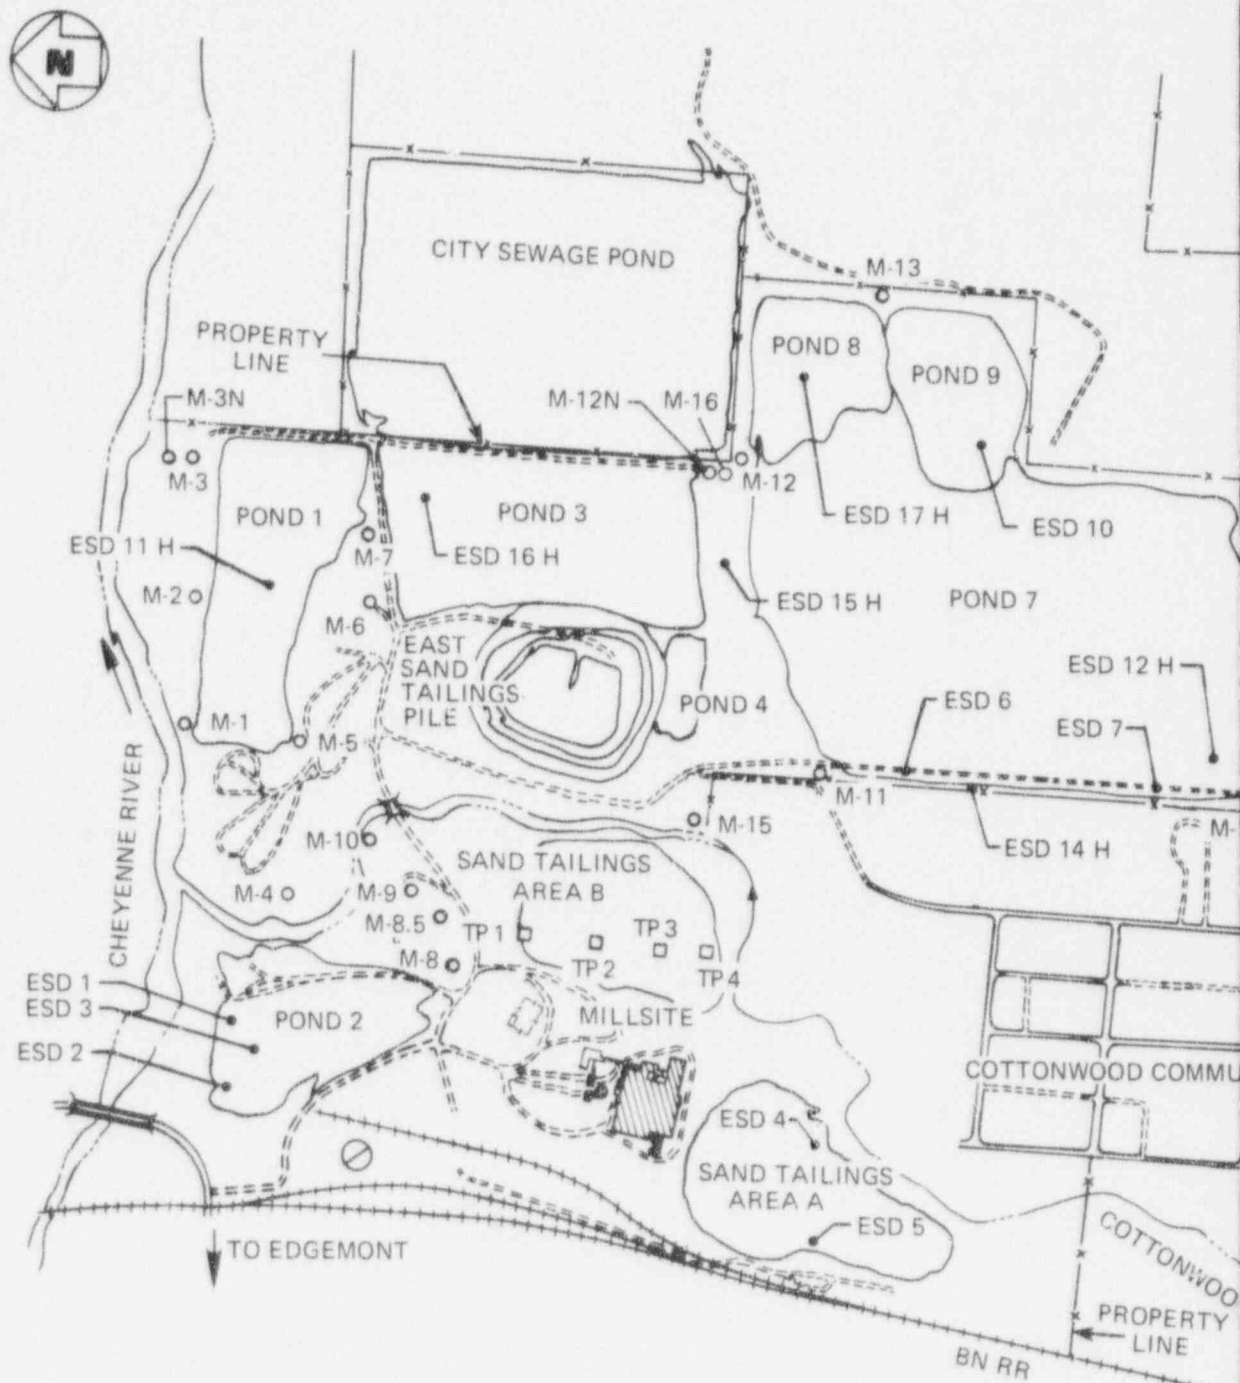 N
CITY SEWAGE POND
M-13
PROPERTY
LINE
POND 8
POND 9
M-3N
M-12N
M-16
M-3
M-12
POND 1
POND 3
ESD 17 H
ESD 10
ESD 11 H
M-7
ESD 16 H
M-2
ESD 15 H
POND 7
M-6
EAST
SAND
TAILINGS
PILE
ESD 12 H
POND 4
ESD 6
M-1
M-5
ESD 7
CHEYENNE RIVER
M-11
M-15
M-
M-10
SAND TAILINGS
AREA B
ESD 14 H
M-4
M-9
M-8.5
TP 1
TP 3
M-8
TP 2
TP 4
ESD 1
ESD 3
POND 2
MILLSITE
ESD 2
COTTONWOOD COMMU
ESD 4
SAND TAILINGS
AREA A
ESD 5
TO EDGEMONT
COTTONWOO
PROPERTY
LINE
BN RR